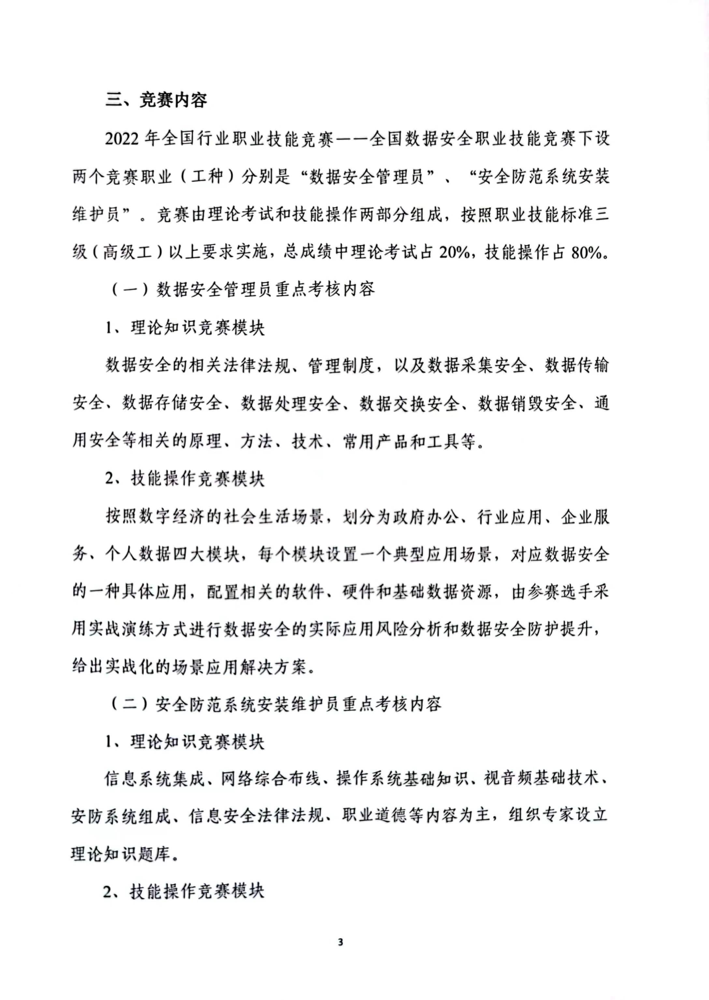 三、竞赛内容
2022 年全国行业职业技能竞赛——全国数据安全职业技能竞赛下设
两个竞赛职业（工种）分别是“数据安全管理员”、“安全防范系统安装
维护员”。竞赛由理论考试和技能操作两部分组成，按照职业技能标准三
级（高级工）以上要求实施，总成绩中理论考试占 20%，技能操作占 80%。
（一）数据安全管理员重点考核内容
1、理论知识竞赛模块
数据安全的相关法律法规、管理制度，以及数据采集安全、数据传输
安全、数据存储安全、数据处理安全、数据交换安全、数据销毁安全、通
用安全等相关的原理、方法、技术、常用产品和工具等。
2、技能操作竞赛模块
按照数字经济的社会生活场景，划分为政府办公、行业应用、企业服
务、个人数据四大模块，每个模块设置一个典型应用场景，对应数据安全
的一种具体应用，配置相关的软件、硬件和基础数据资源，由参赛选手采
用实战演练方式进行数据安全的实际应用风险分析和数据安全防护提升，
给出实战化的场景应用解决方案。
（二）安全防范系统安装维护员重点考核内容
1、理论知识竞赛模块
信息系统集成、网络综合布线、操作系统基础知识、视音频基础技术、
安防系统组成、信息安全法律法规、职业道德等内容为主，组织专家设立
理论知识题库。
2、技能操作竞赛模块
3